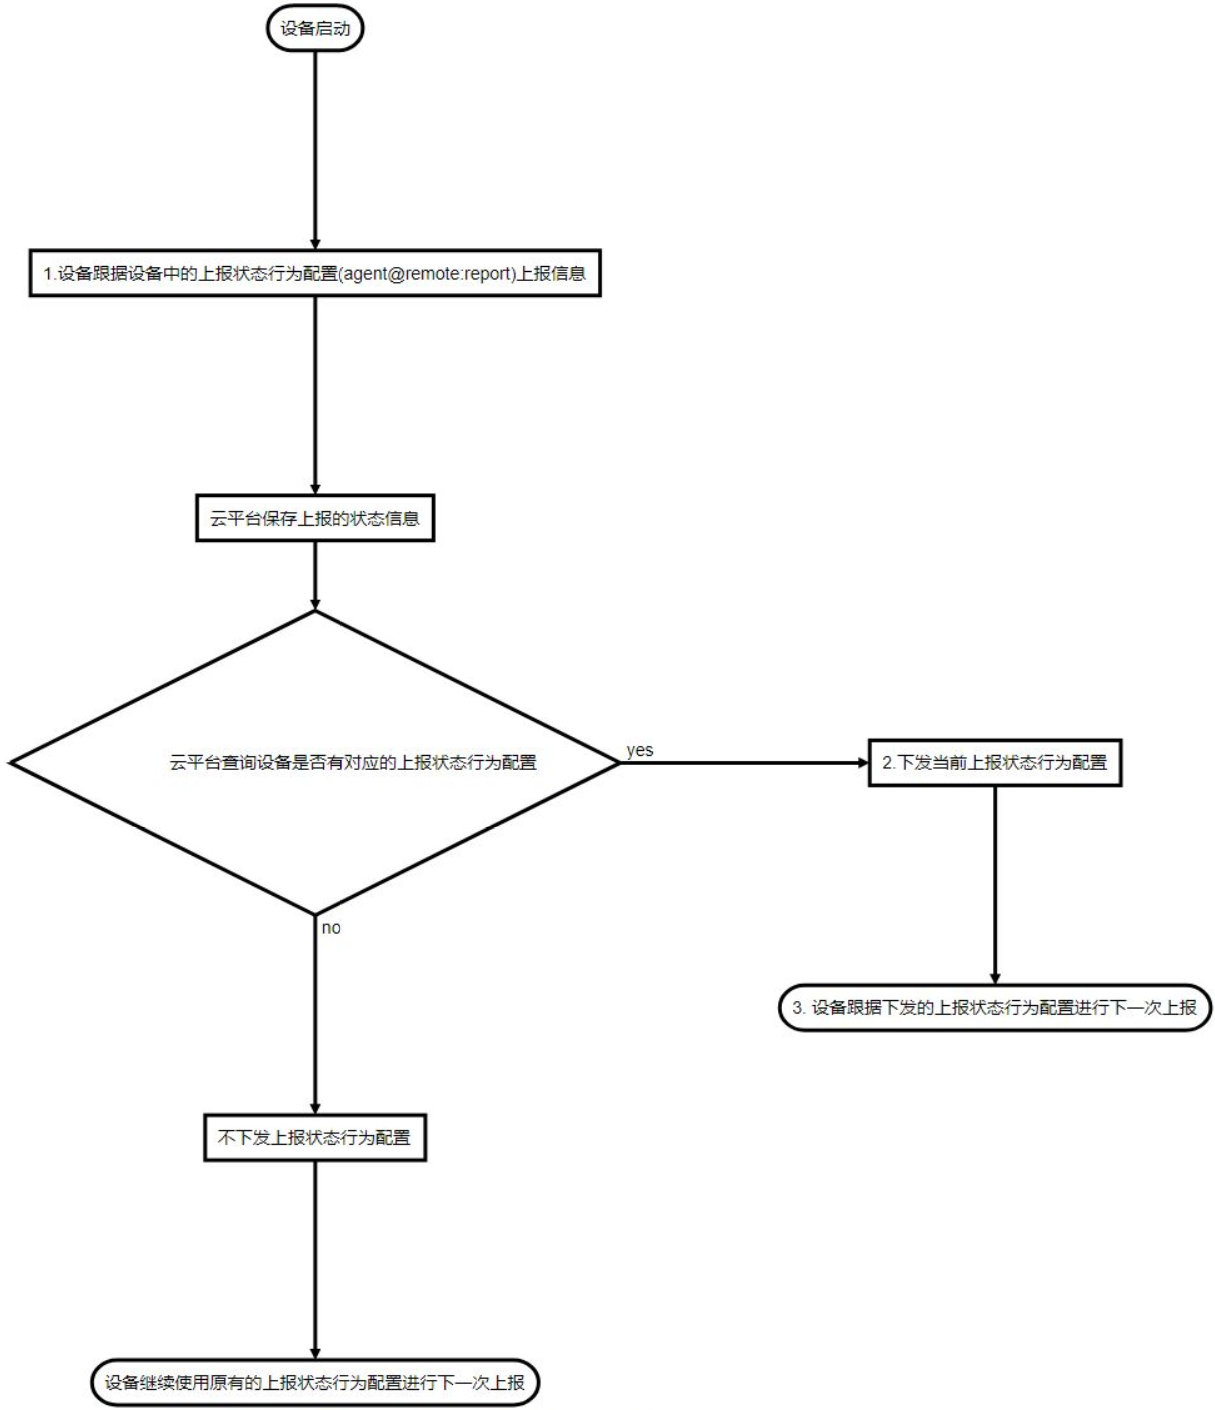 设备启动
1.设备跟据设备中的上报状态行为配置(agent@remote:report)上报信息
云平台保存上报的状态信息
云平台查询设备是否有对应的上报状态行为配置
yes
2.下发当前上报状态行为配置
no
3. 设备跟据下发的上报状态行为配置进行下一次上报
不下发上报状态行为配置
设备继续使用原有的上报状态行为配置进行下一次上报